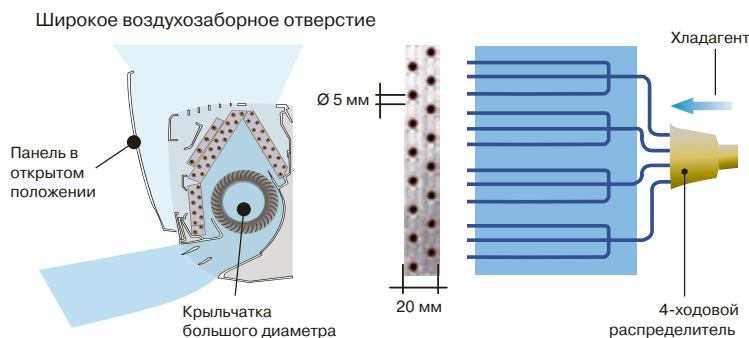 Широкое воздухозаборное отверстие
Хладагент
Ø 5 мм
Панель в
открытом
положении
20 мм
Крыльчатка
большого диаметра
4-ходовой
распределитель